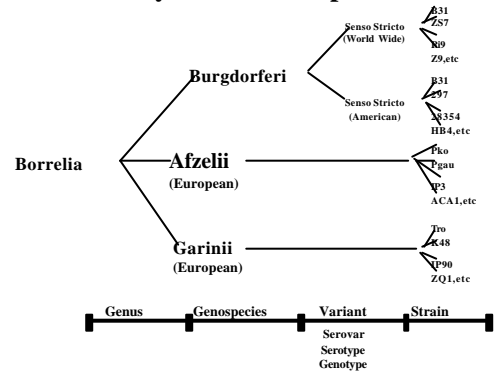 B31
ZS7
Ri9
Z9,etc
Senso Stricto
(World Wide)
Burgdorferi
B31
297
28354
HB4,etc
Senso Stricto
(American)
Borrelia
Afzelii
(European)
Pko
Pgau
IP3
ACA1,etc
Garinii
(European)
Tro
K48
IP90
ZQ1,etc
Genus
Genospecies
Variant
Strain
Serovar
Serotype
Genotype